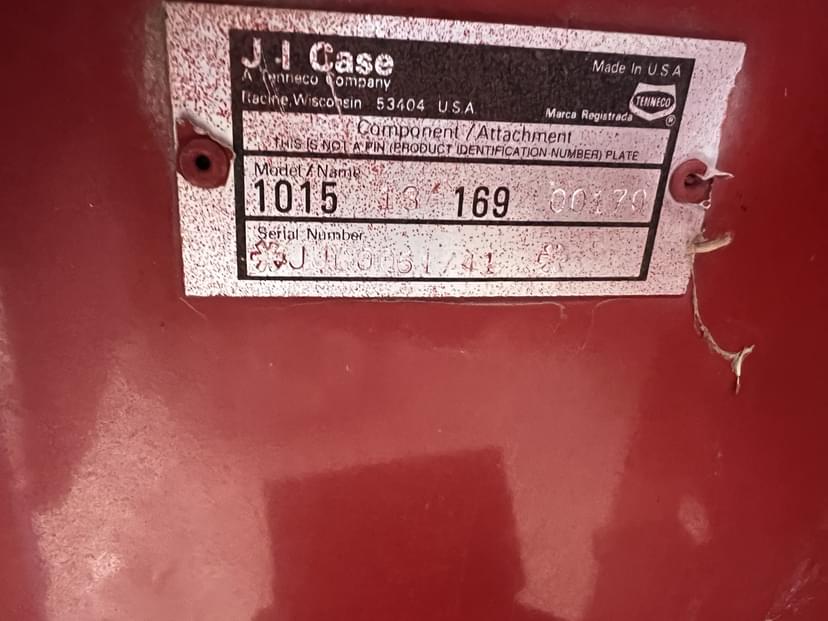 J I Case
A Tenneco Company
Racine, Wisconsin 53404 U.S.A.
Made In U.S.A
TENNECO
Marca Registrada ®
Component/Attachment
THIS IS NOT A PIN (PRODUCT IDENTIFICATION NUMBER) PLATE
Model/Name
1015 169 00170
Serial Number